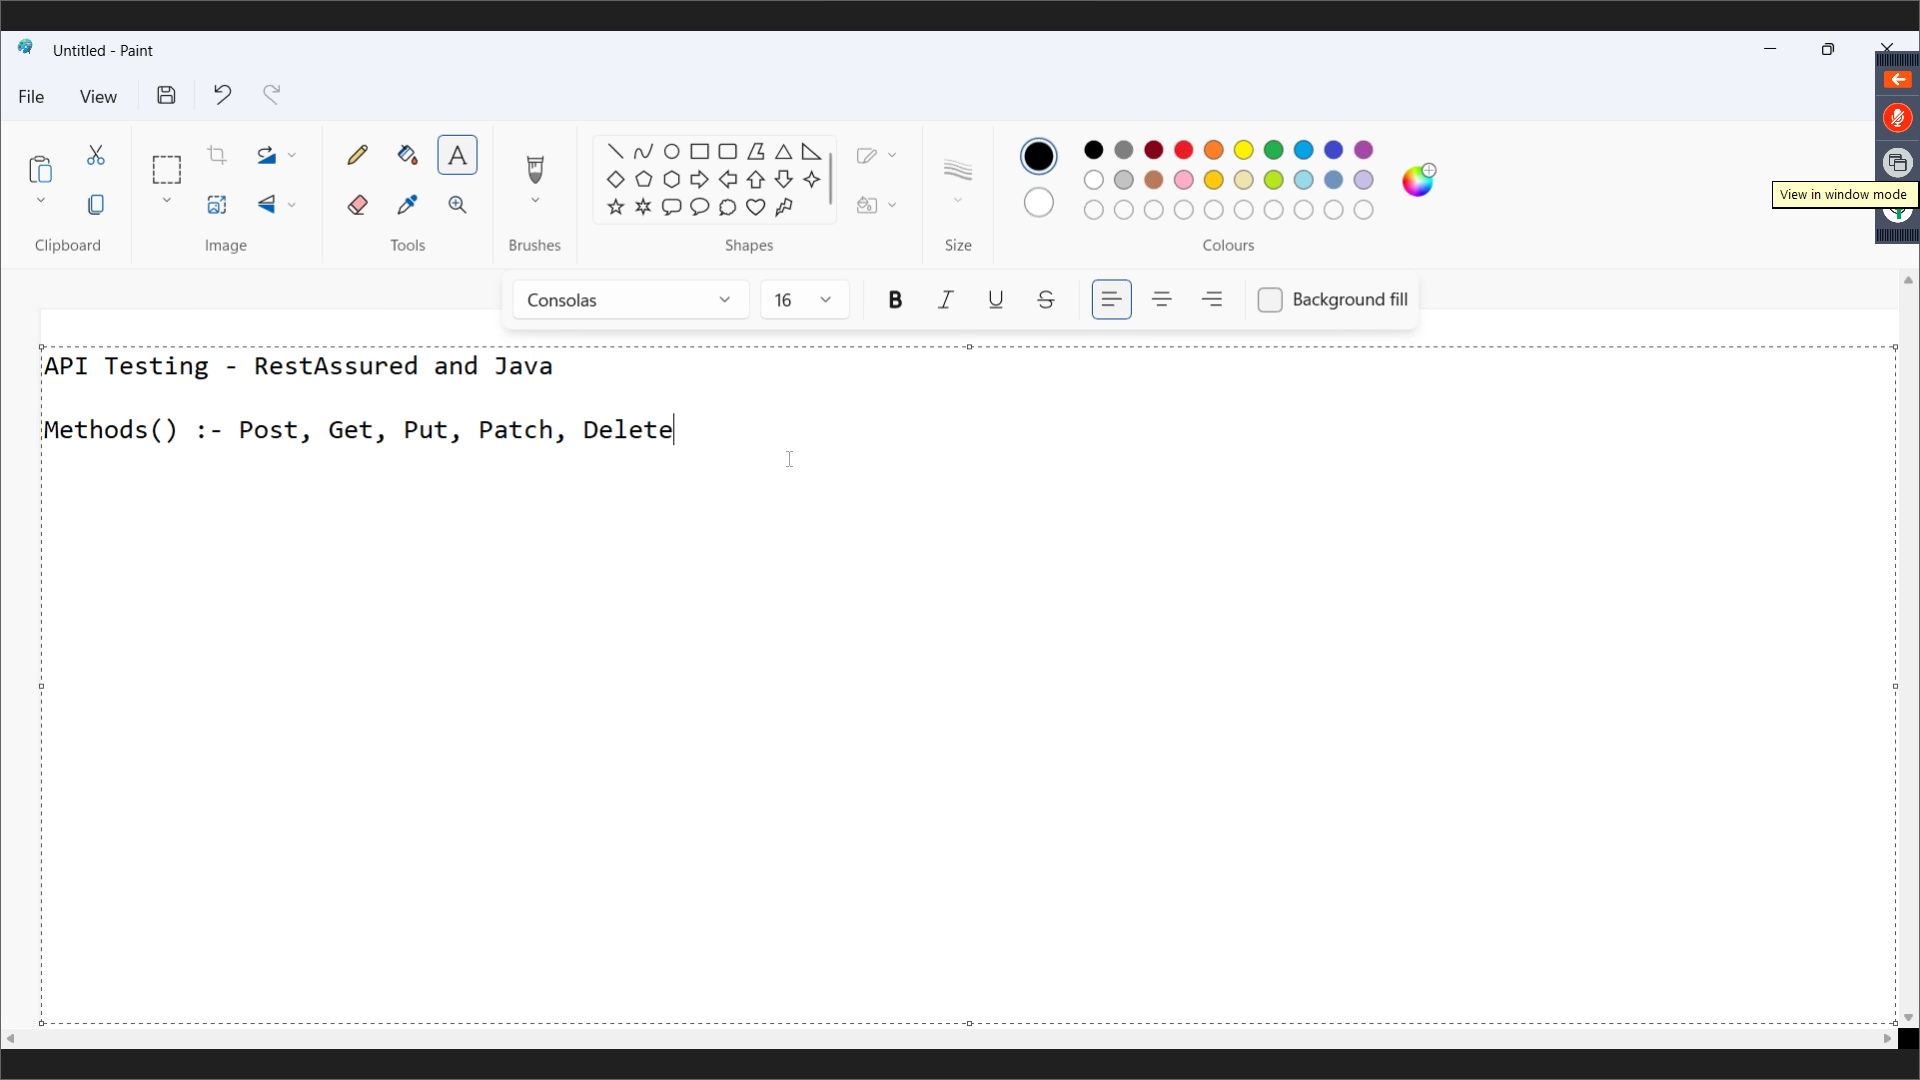 Untitled - Paint
File
View
View in window mode
Clipboard
Image
Tools
Brushes
Shapes
Size
Colours
Consolas
16
B
I
U
S
Background fill
API Testing - RestAssured and Java
Methods() :- Post, Get, Put, Patch, Delete